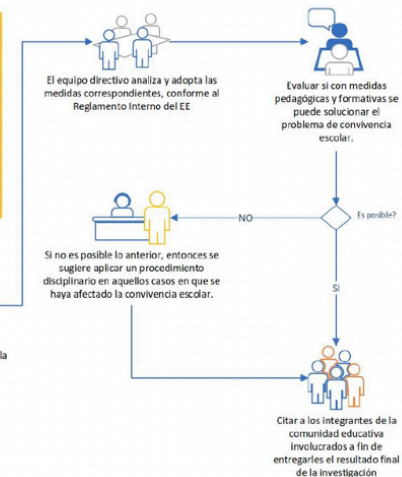 El equipo directivo analiza y adopta las
medidas correspondientes, conforme al
Reglamento Interno del EE
Evaluar si con medidas
pedagógicas y formativas se
puede solucionar el
problema de convivencia
escolar.
Es posible?
NO
Si no es posible lo anterior, entonces se
sugiere aplicar un procedimiento
disciplinario en aquellos casos en que se
haya afectado la convivencia escolar.
SI
la
Citar a los integrantes de la
comunidad educativa
involucrados a fin de
entregarles el resultado final
de la investigación